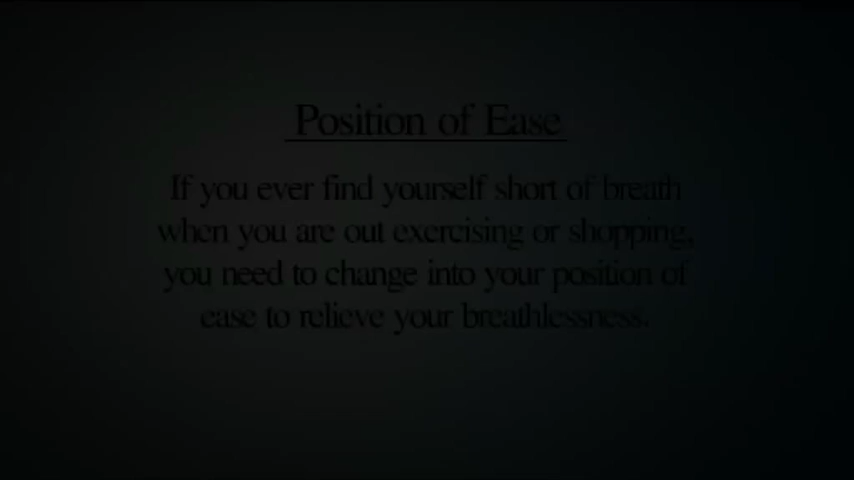 Position of Ease
If you ever find yourself short of breath
when you are out exercising or shopping,
you need to change into your position of
ease to relieve your breathlessness.